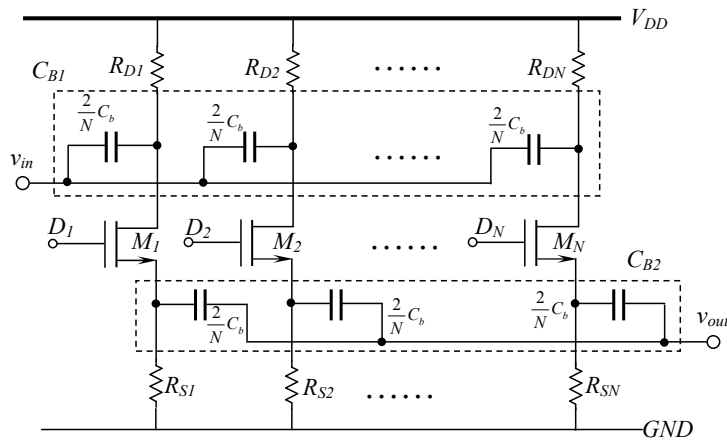 V_DD
R_D1 R_D2 ...... R_DN
C_B1
2/N C_b 2/N C_b 2/N C_b
......
v_in
D_1 M_1 D_2 M_2 ...... D_N M_N
C_B2
2/N C_b 2/N C_b 2/N C_b
v_out
R_S1 R_S2 ...... R_SN
GND